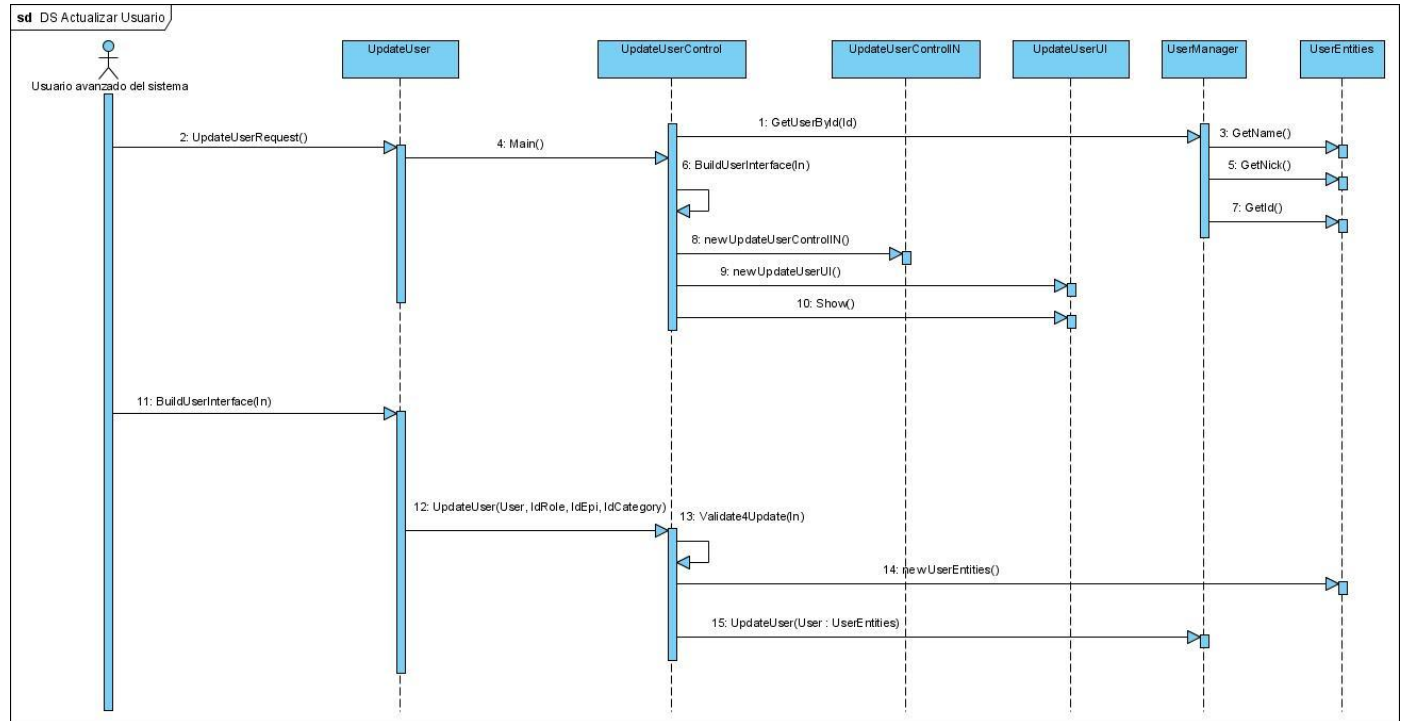 sd DS Actualizar Usuario
Usuario avanzado del sistema
UpdateUser
UpdateUserControl
UpdateUserControlIN
UpdateUserUI
UserManager
UserEntities
1: GetUserById(Id)
2: UpdateUserRequest()
3: GetName()
4: Main()
5: GetNick()
6: BuildUserInterface(In)
7: GetId()
8: newUpdateUserControlIN()
9: newUpdateUserUI()
10: Show()
11: BuildUserInterface(In)
12: UpdateUser(User, IdRole, IdEpi, IdCategory)
13: Validate4Update(In)
14: newUserEntities()
15: UpdateUser(User : UserEntities)